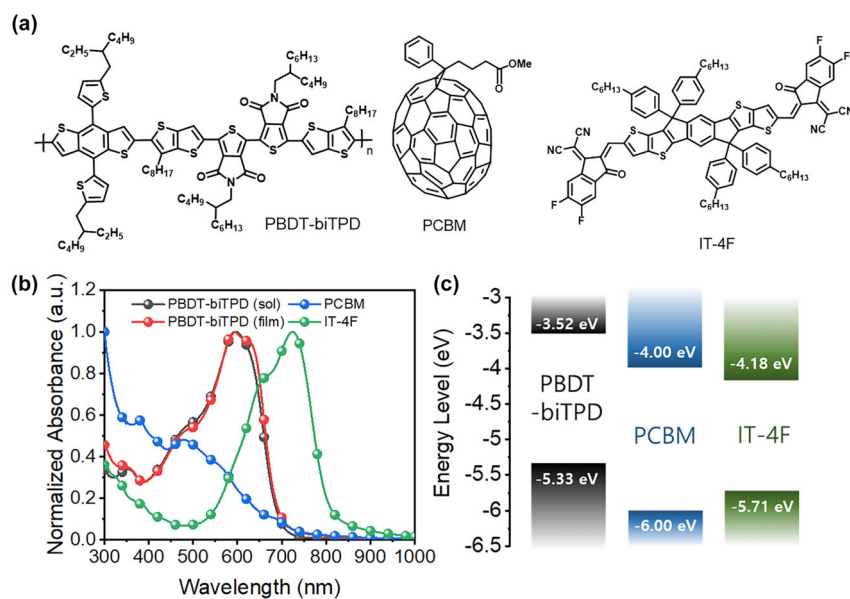 (a)
C4H9
C2H5
C6H13
C4H9
OMe
O
C8H17
C8H17
n
C4H9
C6H13
C4H9
C2H5
PBDT-biTPD
PCBM
C6H13
C6H13
F
F
O
NC
CN
CN
NC
O
F
F
C6H13
C6H13
IT-4F
(b)
Normalized Absorbance (a.u.)
1.2
1.0
0.8
0.6
0.4
0.2
0.0
PBDT-biTPD (sol)
PCBM
PBDT-biTPD (film)
IT-4F
300 400 500 600 700 800 900 1000
Wavelength (nm)
(c)
Energy Level (eV)
-3
-3.5
-4
-4.5
-5
-5.5
-6
-6.5
-3.52 eV
-4.00 eV
-4.18 eV
PBDT
-biTPD
PCBM
IT-4F
-5.33 eV
-6.00 eV
-5.71 eV